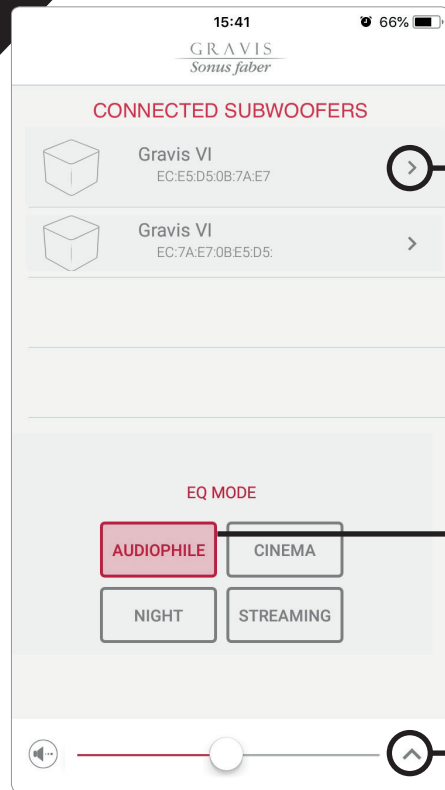 15:41
66%
GRAVIS
Sonus faber
CONNECTED SUBWOOFERS
Gravis VI
EC:E5:D5:0B:7A:E7
Gravis VI
EC:7A:E7:0B:E5:D5:
EQ MODE
AUDIOPHILE
CINEMA
NIGHT
STREAMING